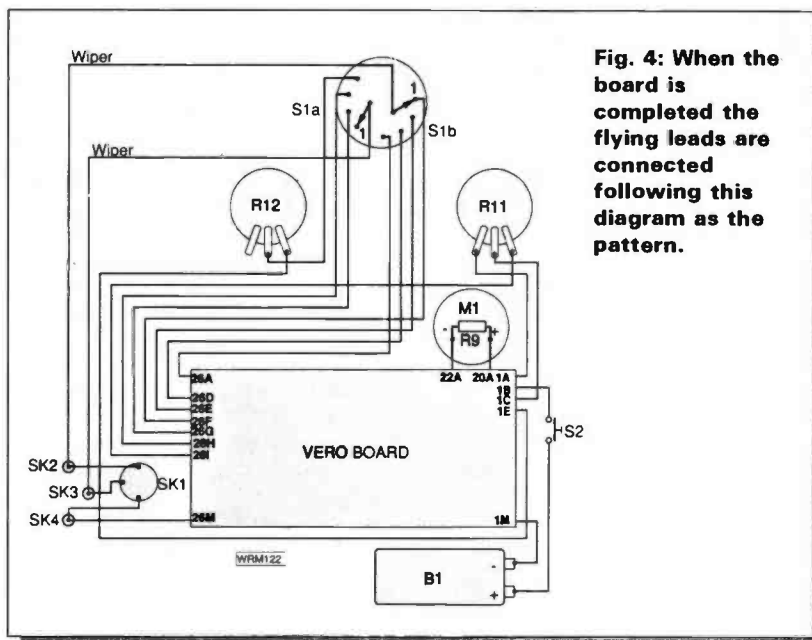 Wiper
S1a
1
1
S1b
Wiper
R12
R11
M1
-
+
R9
22A
20A
1A
1B
1C
1E
26A
26D
26E
26F
26G
26H
26I
S2
VERO BOARD
SK2
SK1
SK3
SK4
26M
1M
WRM122
B1
-
+
Fig. 4: When the
board is
completed the
flying leads are
connected
following this
diagram as the
pattern.